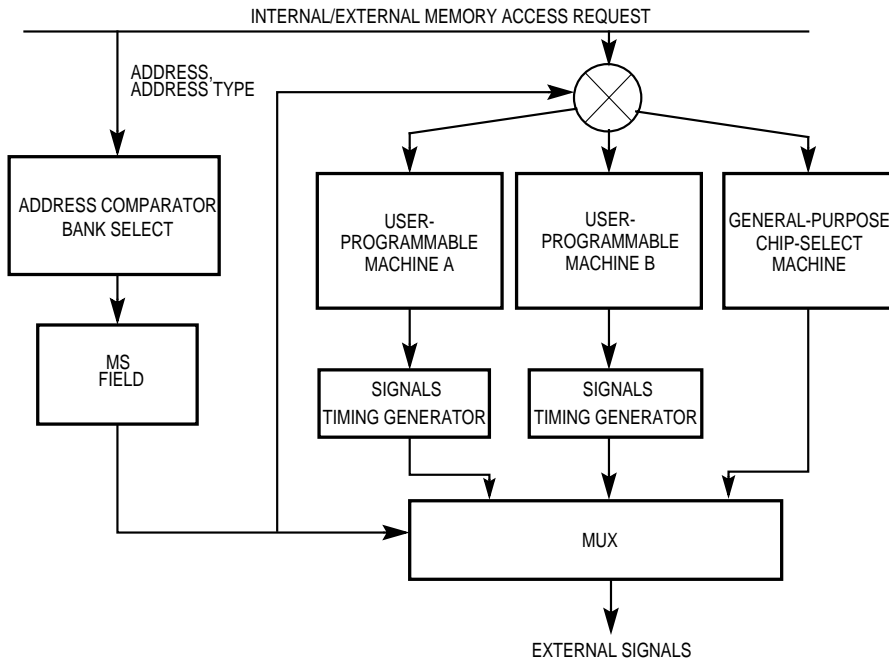 INTERNAL/EXTERNAL MEMORY ACCESS REQUEST
ADDRESS,
ADDRESS TYPE
ADDRESS COMPARATOR
BANK SELECT
USER-
PROGRAMMABLE
MACHINE A
USER-
PROGRAMMABLE
MACHINE B
GENERAL-PURPOSE
CHIP-SELECT
MACHINE
MS
FIELD
SIGNALS
TIMING GENERATOR
SIGNALS
TIMING GENERATOR
MUX
EXTERNAL SIGNALS